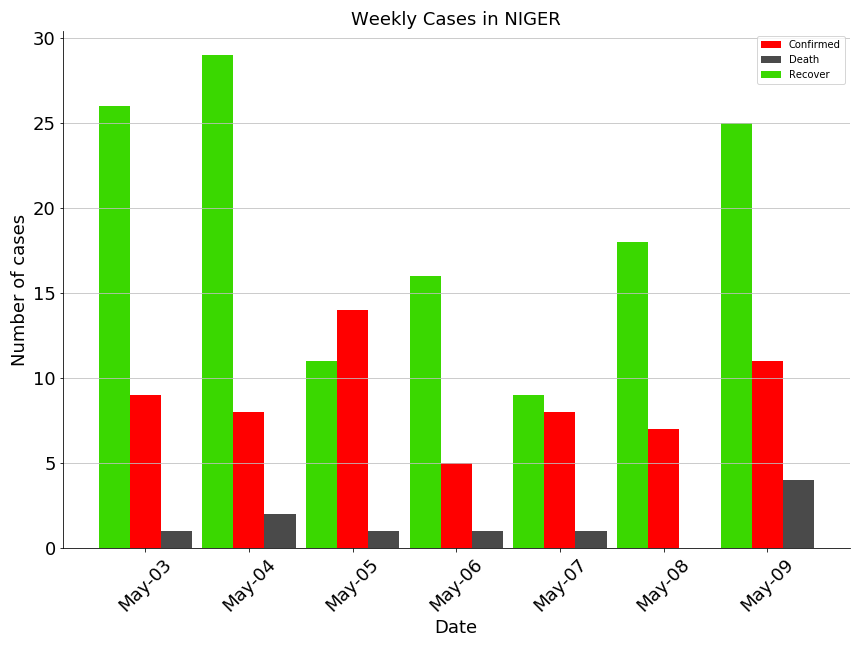 Weekly Cases in NIGER
Confirmed
Death
Recover
Number of cases
30
25
20
15
10
5
0
May-03
May-04
May-05
May-06
May-07
May-08
May-09
Date